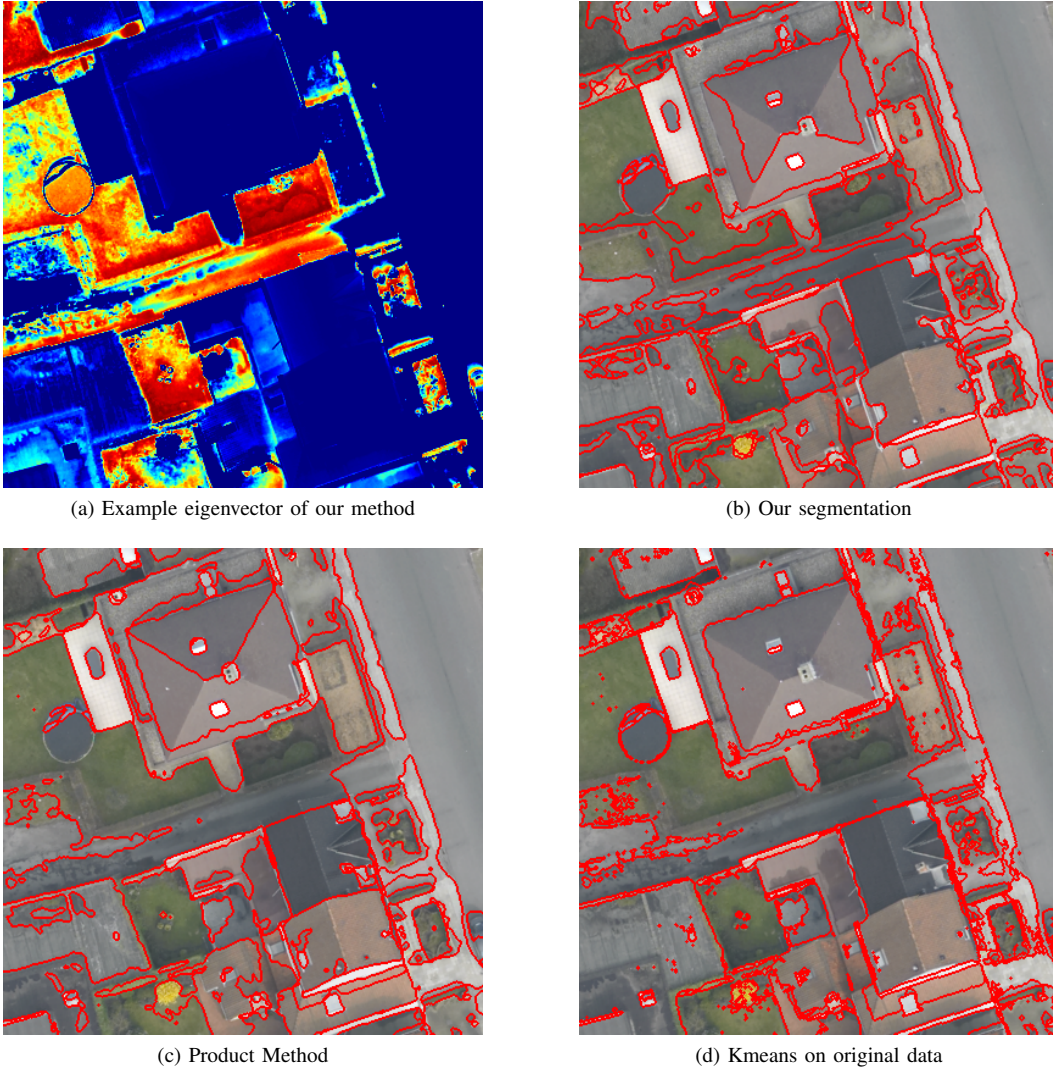 (a) Example eigenvector of our method
(b) Our segmentation
(c) Product Method
(d) Kmeans on original data